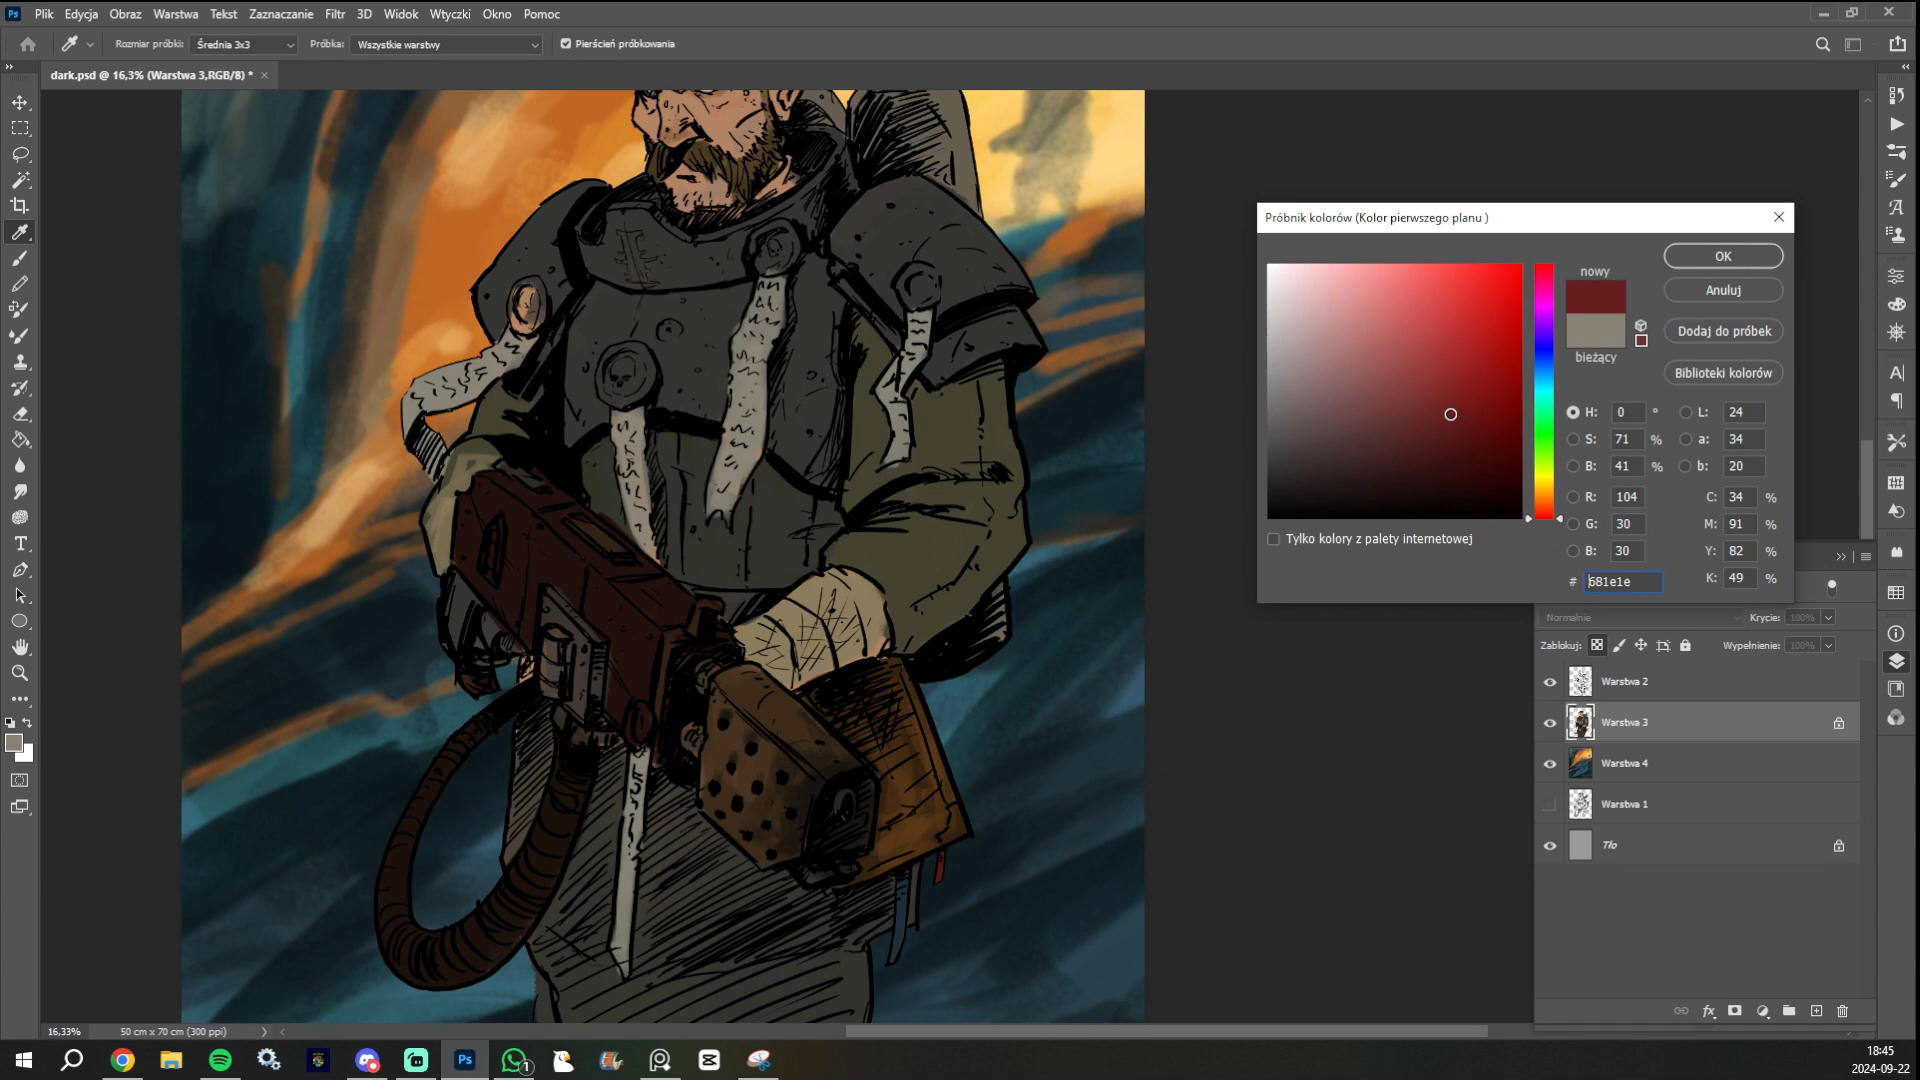 Ps Plik Edycja Obraz Warstwa Tekst Zaznaczanie Filtr 3D Widok Wtyczki Okno Pomoc
Rozmiar próbki: Średnia 3x3 Próbka: Wszystkie warstwy Pierścień próbkowania
dark.psd @ 16,3% (Warstwa 3,RGB/8) * ×
Próbnik kolorów (Kolor pierwszego planu )
nowy
bieżący
OK
Anuluj
Dodaj do próbek
Biblioteki kolorów
H: 0 ° L: 24
S: 71 % a: 34
B: 41 % b: 20
R: 104 C: 34 %
G: 30 M: 91 %
B: 30 Y: 82 %
# 681e1e K: 49 %
Tylko kolory z palety internetowej
Normalnie Krycie: 100%
Zablokuj: Wypełnienie: 100%
Warstwa 2
Warstwa 3
Warstwa 4
Warstwa 1
Tło
16,33% 50 cm x 70 cm (300 ppi)
Ps 1
18:45
2024-09-22